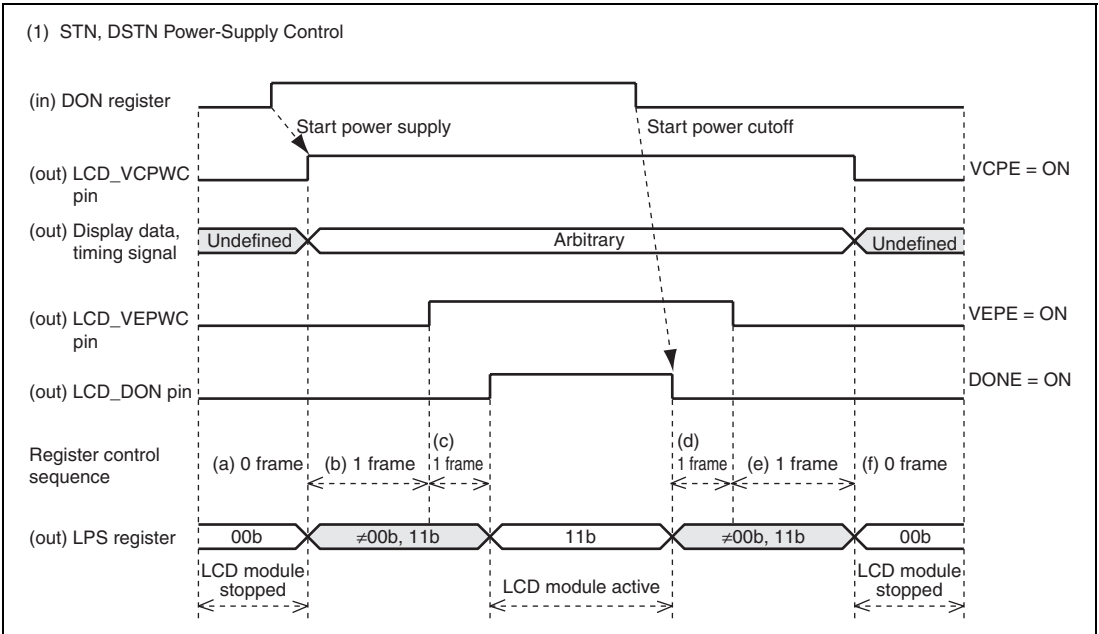 (1) STN, DSTN Power-Supply Control
(in) DON register
Start power supply
Start power cutoff
(out) LCD_VCPWC
pin
VCPE = ON
(out) Display data,
timing signal
Undefined
Arbitrary
Undefined
(out) LCD_VEPWC
pin
VEPE = ON
(out) LCD_DON pin
DONE = ON
Register control
sequence
(a) 0 frame
(b) 1 frame
(c)
1 frame
(d)
1 frame
(e) 1 frame
(f) 0 frame
(out) LPS register
00b
≠00b, 11b
11b
≠00b, 11b
00b
LCD module
stopped
LCD module active
LCD module
stopped